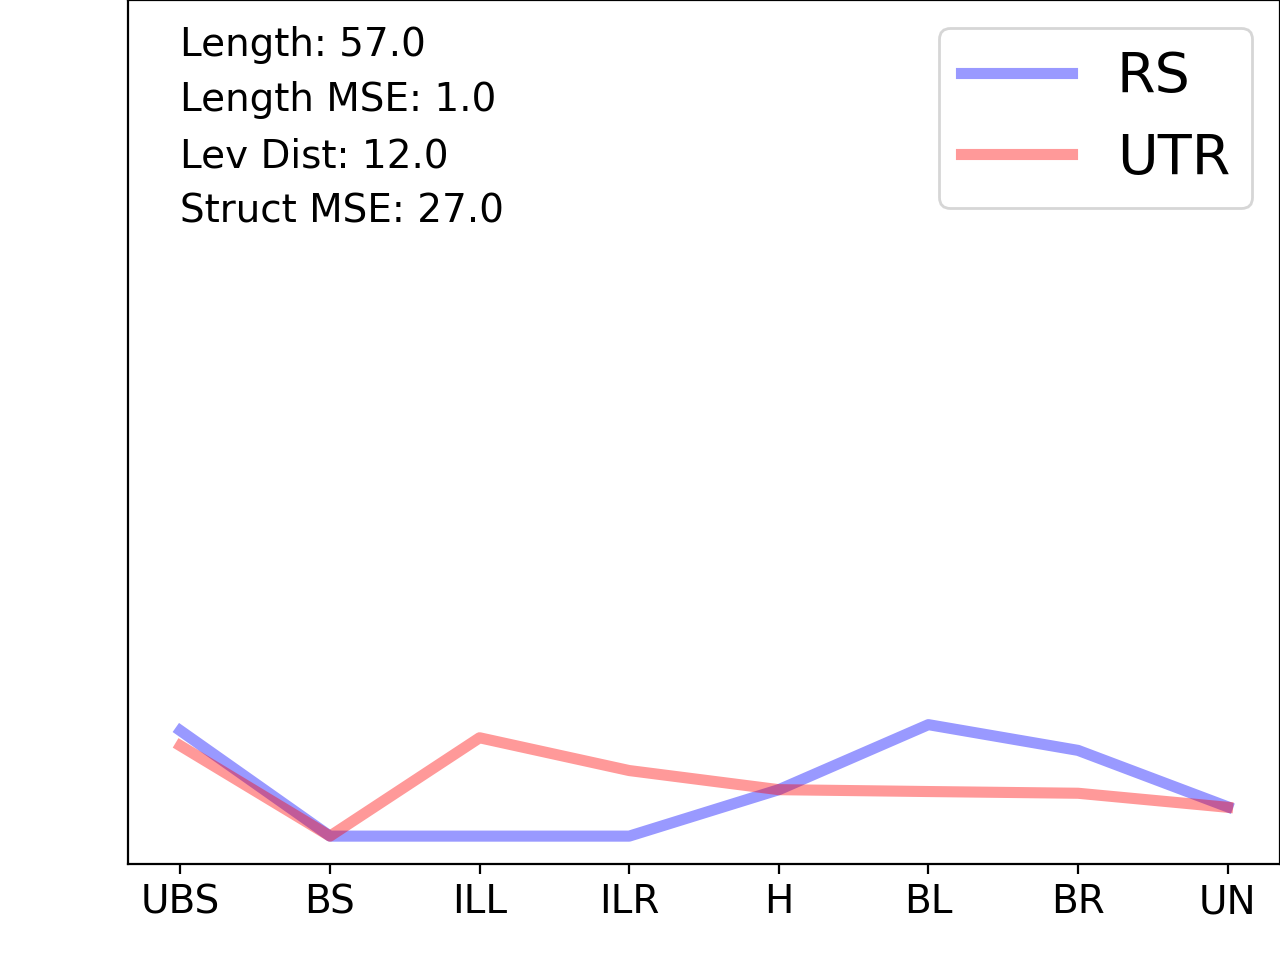 Length: 57.0
Length MSE: 1.0
Lev Dist: 12.0
Struct MSE: 27.0
RS
UTR
UBS BS ILL ILR H BL BR UN